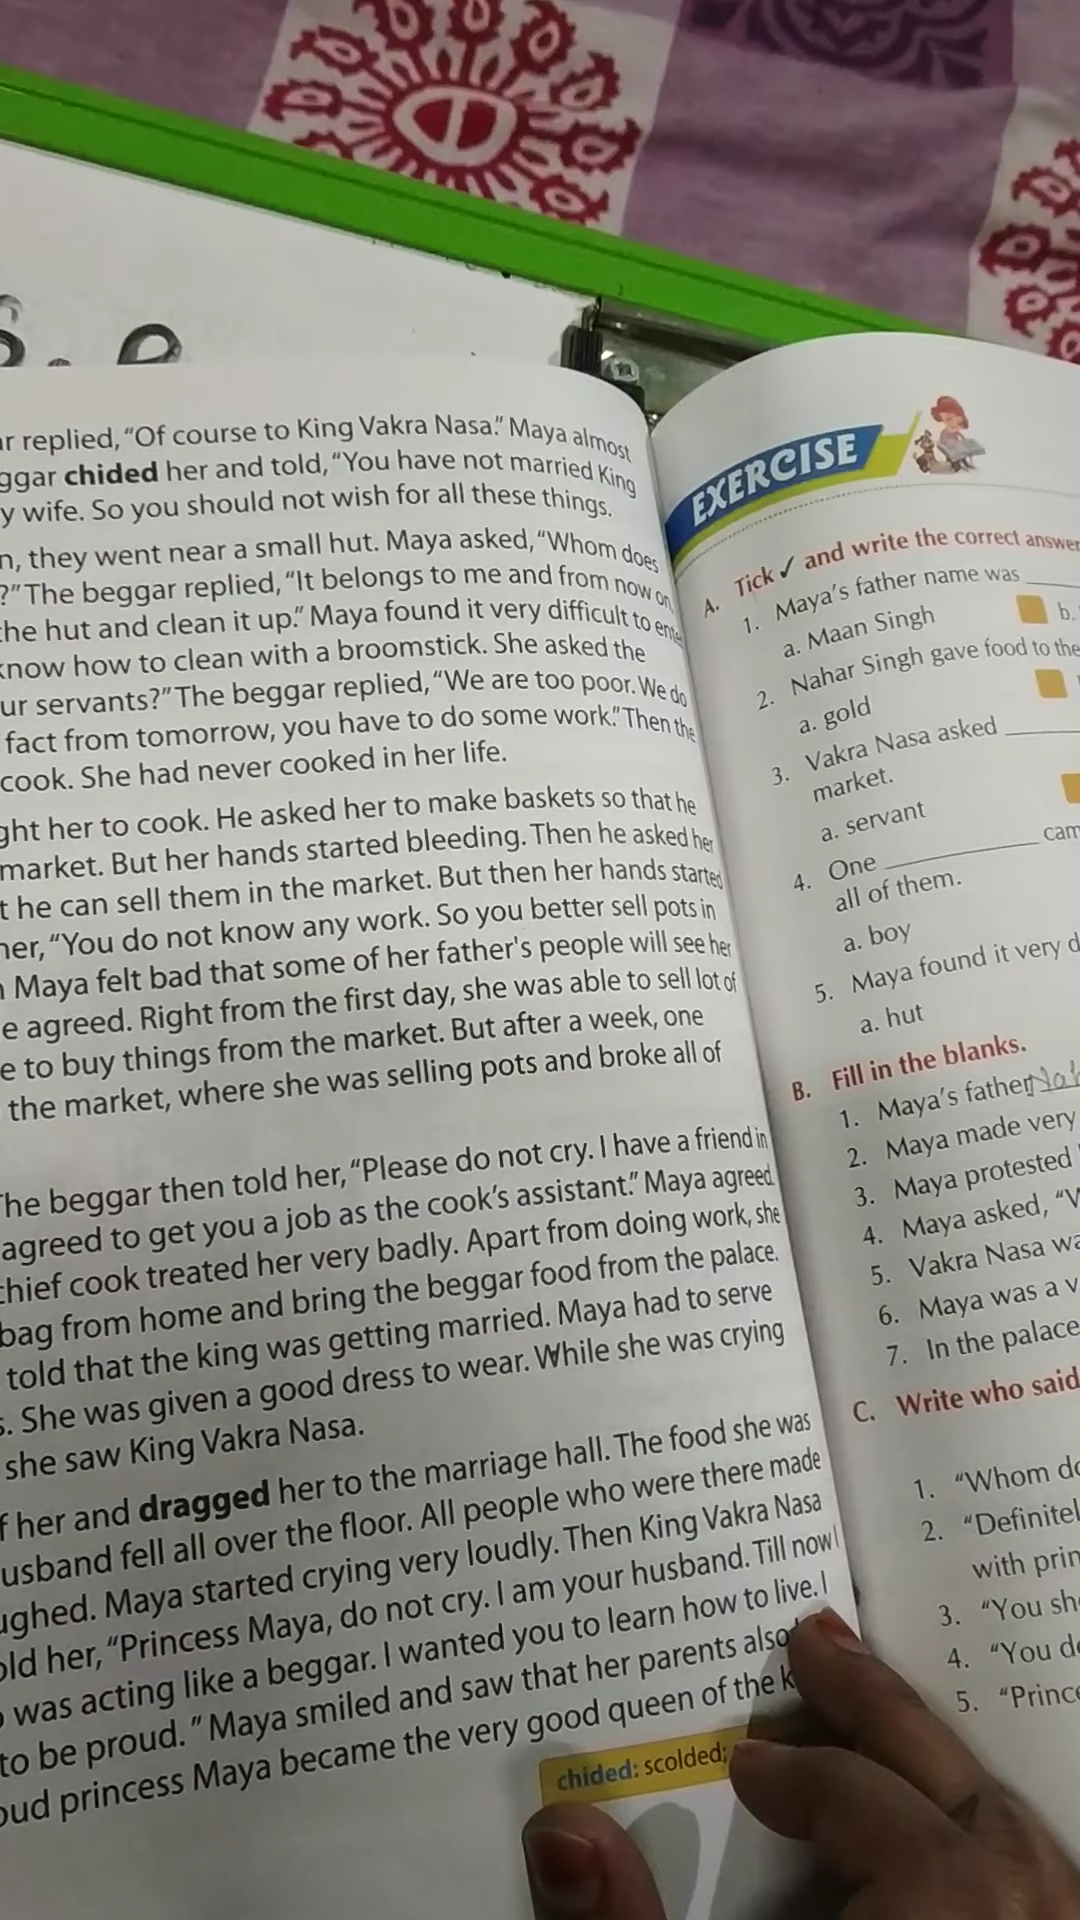 e
replied, “Of course to King Vakra Nasa.” Maya almost
chided her and told, “You have not married King
wife. So you should not wish for all these things.
they went near a small hut. Maya asked, “Whom does
?” The beggar replied, “It belongs to me and from now on
the hut and clean it up.” Maya found it very difficult to
know how to clean with a broomstick. She asked the
servants?” The beggar replied, “We are too poor. We do
fact from tomorrow, you have to do some work.” Then the
cook. She had never cooked in her life.
her to cook. He asked her to make baskets so that he
market. But her hands started bleeding. Then he asked her
he can sell them in the market. But then her hands started
her, “You do not know any work. So you better sell pots in
Maya felt bad that some of her father's people will see her
agreed. Right from the first day, she was able to sell lot of
to buy things from the market. But after a week, one
the market, where she was selling pots and broke all of
The beggar then told her, “Please do not cry. I have a friend in
agreed to get you a job as the cook’s assistant.” Maya agreed.
chief cook treated her very badly. Apart from doing work, she
bag from home and bring the beggar food from the palace.
told that the king was getting married. Maya had to serve
She was given a good dress to wear. While she was crying
she saw King Vakra Nasa.
her and dragged her to the marriage hall. The food she was
husband fell all over the floor. All people who were there made
Maya started crying very loudly. Then King Vakra Nasa
her, “Princess Maya, do not cry. I am your husband. Till now I
was acting like a beggar. I wanted you to learn how to live. I
to be proud.” Maya smiled and saw that her parents also
princess Maya became the very good queen of the
chided: scolded;
EXERCISE
A. Tick ✓ and write the correct answer
1. Maya’s father name was ____
a. Maan Singh b.
2. Nahar Singh gave food to the
a. gold
3. Vakra Nasa asked ____
market.
a. servant
4. One ____ cam
all of them.
a. boy
5. Maya found it very d
a. hut
B. Fill in the blanks.
1. Maya’s father Nah
2. Maya made very
3. Maya protested
4. Maya asked, “W
5. Vakra Nasa wa
6. Maya was a v
7. In the palace
C. Write who said
1. “Whom do
2. “Definitel
with prin
3. “You sh
4. “You d
5. “Prince